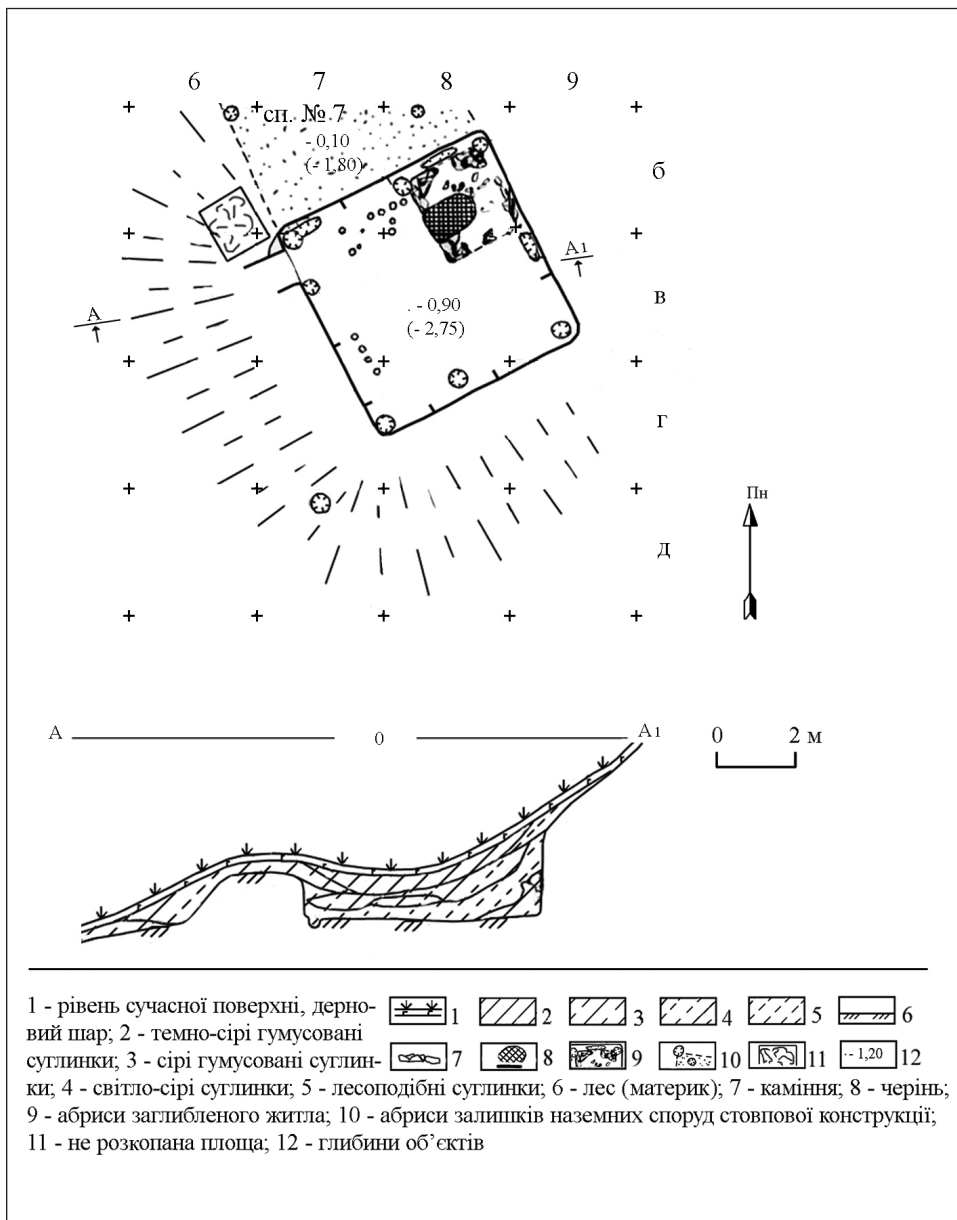 6 7 8 9
сп. № 7
- 0,10
(- 1,80)
б
А1
в
А
. - 0,90
(- 2,75)
г
Пн
д
А 0 А1
0 2 м
1 - рівень сучасної поверхні, дерно-
вий шар; 2 - темно-сірі гумусовані
суглинки; 3 - сірі гумусовані суглин-
ки; 4 - світло-сірі суглинки; 5 - лесоподібні суглинки; 6 - лес (материк); 7 - каміння; 8 - черінь;
9 - абриси заглибленого житла; 10 - абриси залишків наземних споруд стовпової конструкції;
11 - не розкопана площа; 12 - глибини об’єктів
1 2 3 4 5 6
7 8 9 10 11 - 1,20 12